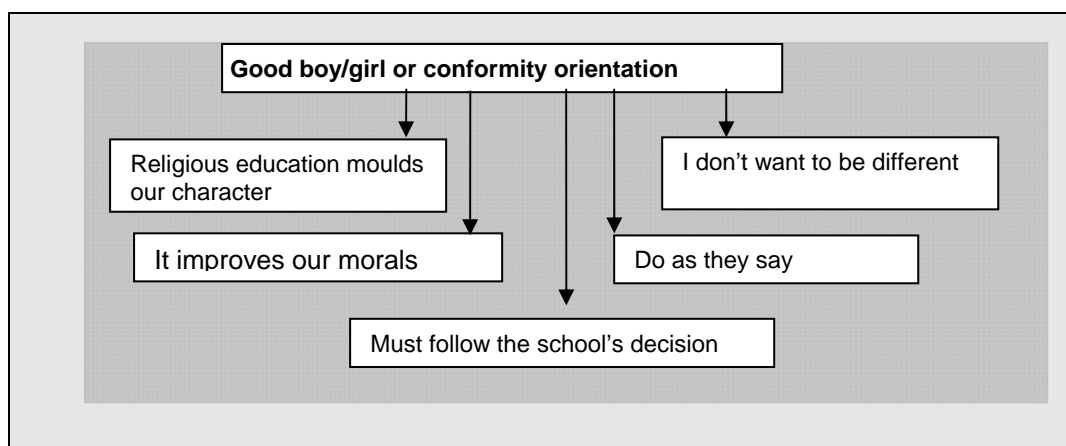 Good boy/girl or conformity orientation
Religious education moulds
our character
I don’t want to be different
It improves our morals
Do as they say
Must follow the school’s decision